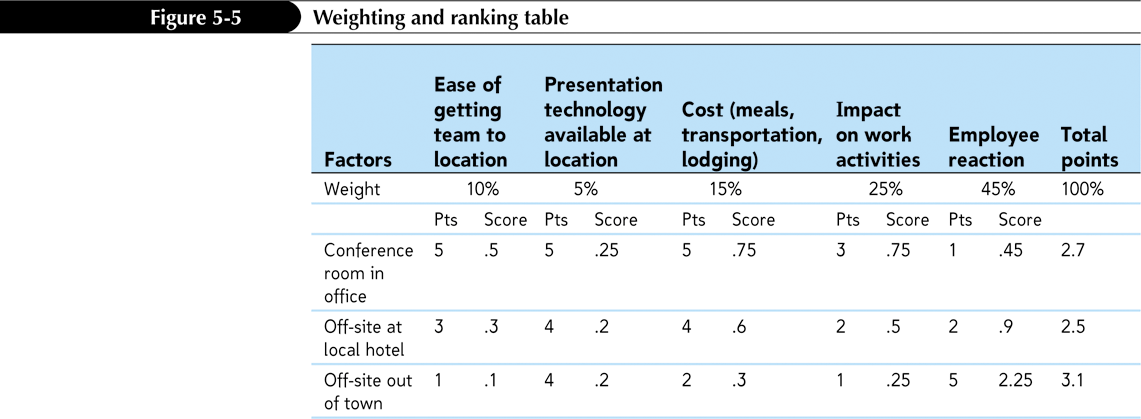 Figure 5-5 Weighting and ranking table
Factors Ease of getting team to location Presentation technology available at location Cost (meals, transportation, lodging) Impact on work activities Employee reaction Total points
Weight 10% 5% 15% 25% 45% 100%
Pts Score Pts Score Pts Score Pts Score Pts Score
Conference room in office 5 .5 5 .25 5 .75 3 .75 1 .45 2.7
Off-site at local hotel 3 .3 4 .2 4 .6 2 .5 2 .9 2.5
Off-site out of town 1 .1 4 .2 2 .3 1 .25 5 2.25 3.1